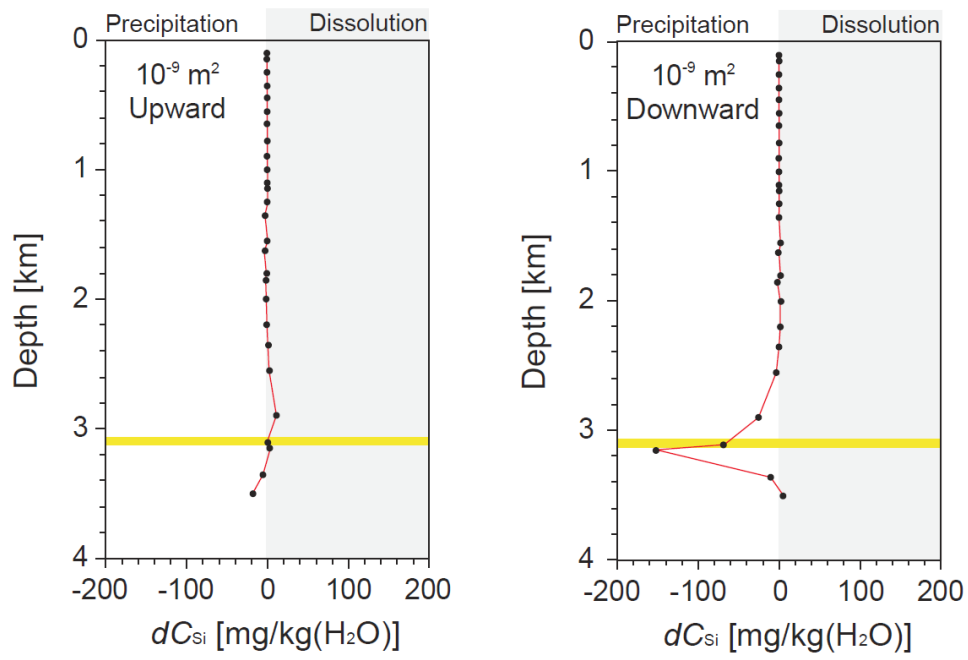 Precipitation Dissolution
0
10⁻⁹ m²
Upward
1
2
3
4
Depth [km]
-200 -100 0 100 200
dC_Si [mg/kg(H₂O)]
Precipitation Dissolution
0
10⁻⁹ m²
Downward
1
2
3
4
Depth [km]
-200 -100 0 100 200
dC_Si [mg/kg(H₂O)]